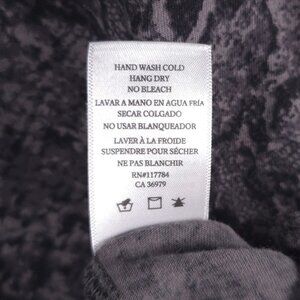 HAND WASH COLD
HANG DRY
NO BLEACH
LAVAR A MANO EN AGUA FRÍA
SECAR COLGADO
NO USAR BLANQUEADOR
LAVER À LA FROIDE
SUSPENDRE POUR SÉCHER
NE PAS BLANCHIR
RN#117784
CA 36979